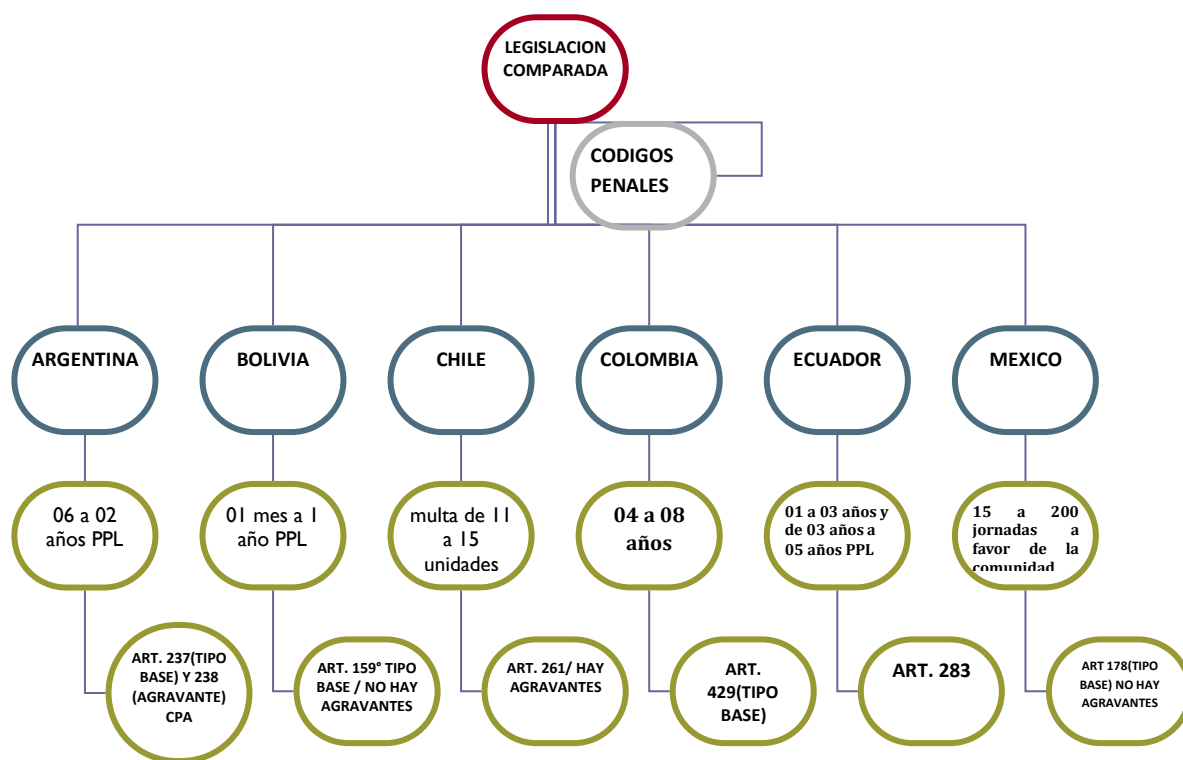 LEGISLACION
COMPARADA
CODIGOS
PENALES
ARGENTINA
BOLIVIA
CHILE
COLOMBIA
ECUADOR
MEXICO
06 a 02
años PPL
01 mes a 1
año PPL
multa de 11
a 15
unidades
04 a 08
años
01 a 03 años y
de 03 años a
05 años PPL
15 a 200
jornadas a
favor de la
comunidad
ART. 237(TIPO
BASE) Y 238
(AGRAVANTE)
CPA
ART. 159° TIPO
BASE / NO HAY
AGRAVANTES
ART. 261/ HAY
AGRAVANTES
ART.
429(TIPO
BASE)
ART. 283
ART 178(TIPO
BASE) NO HAY
AGRAVANTES